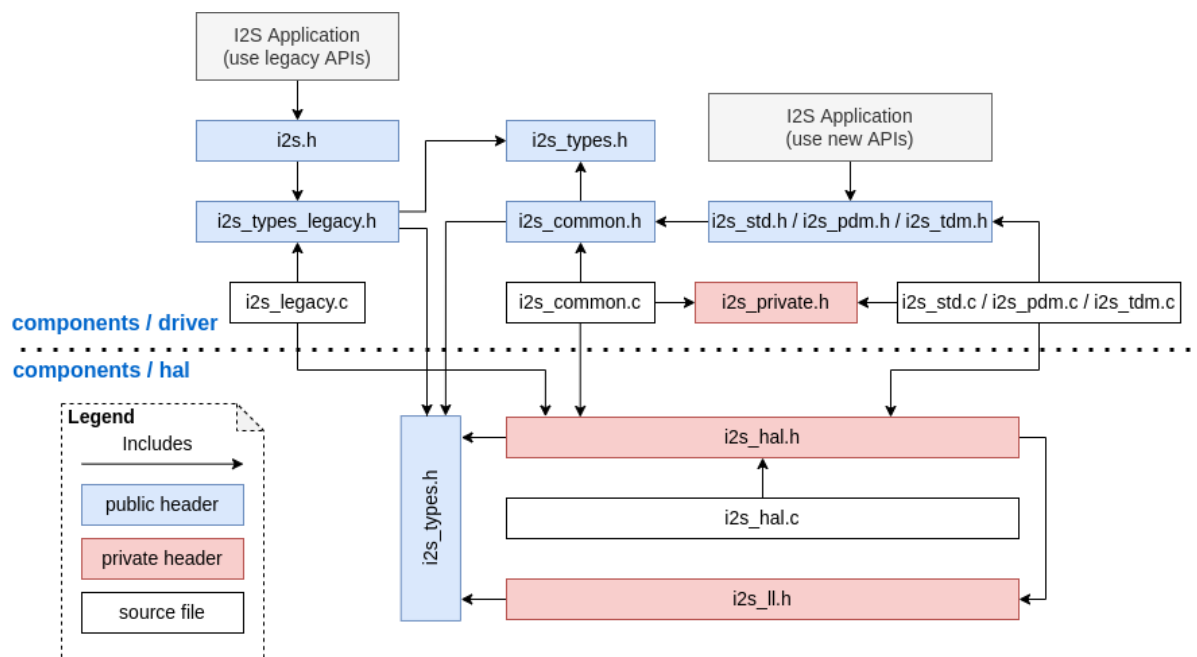 I2S Application
(use legacy APIs)
I2S Application
(use new APIs)
i2s.h
i2s_types.h
i2s_types_legacy.h
i2s_common.h
i2s_std.h / i2s_pdm.h / i2s_tdm.h
i2s_legacy.c
i2s_common.c
i2s_private.h
i2s_std.c / i2s_pdm.c / i2s_tdm.c
components / driver
components / hal
Legend
Includes
public header
private header
source file
i2s_types.h
i2s_hal.h
i2s_hal.c
i2s_ll.h